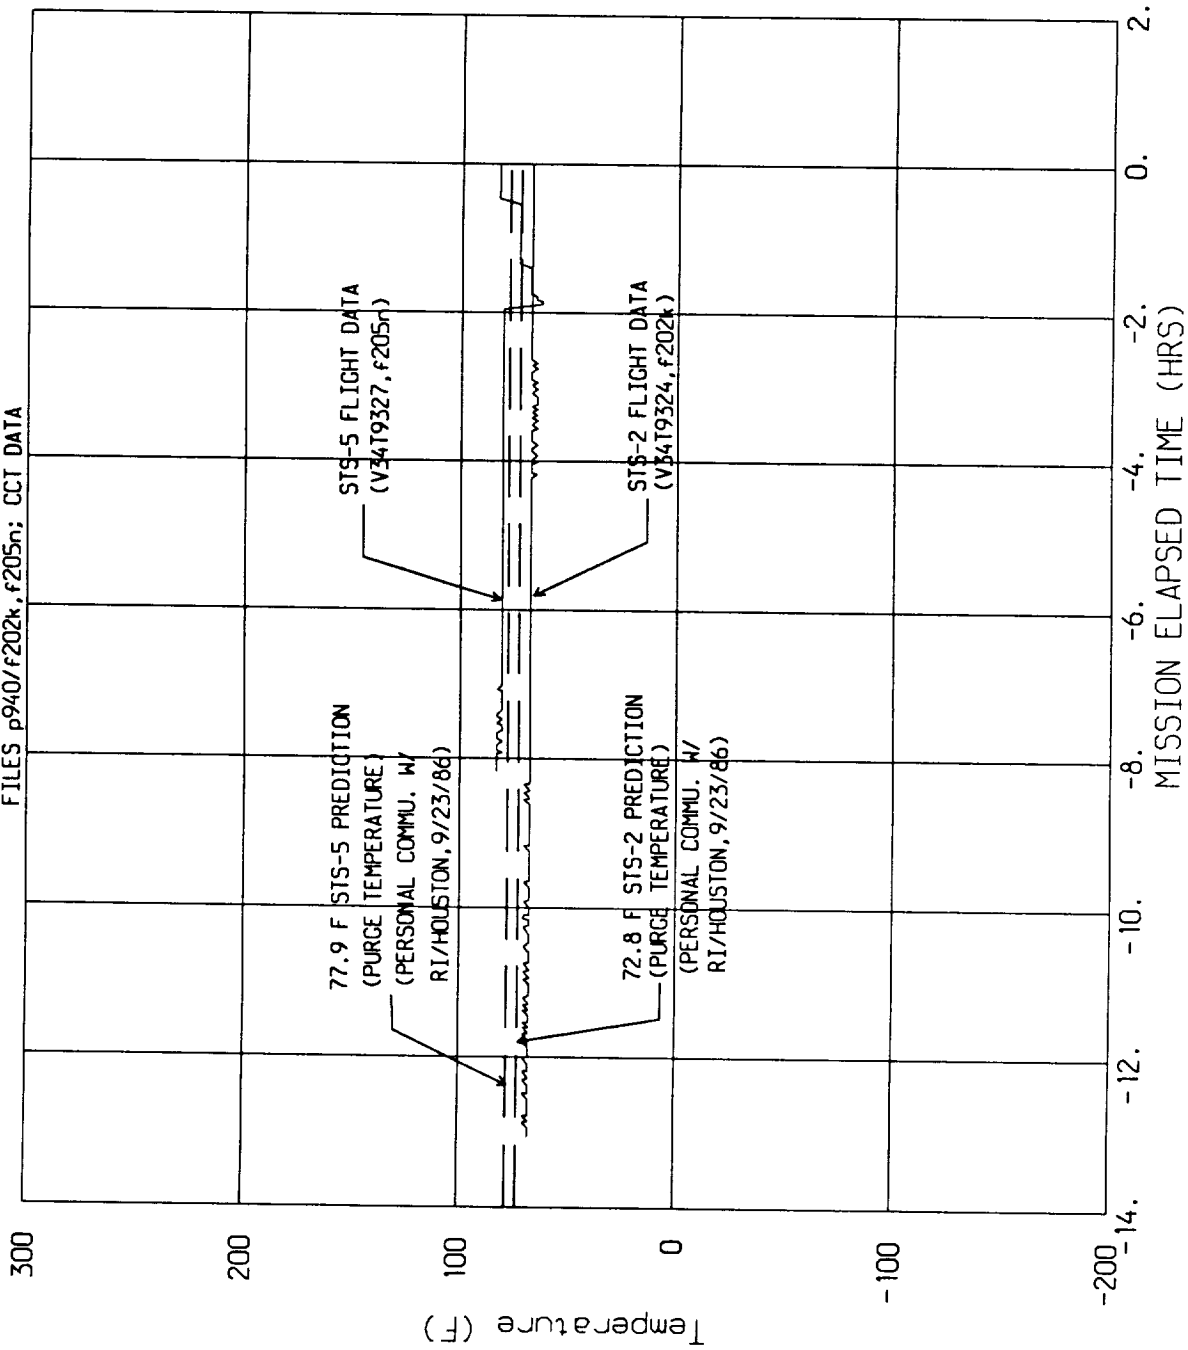 FILES p940/f202k,f205n; CCT DATA
300
200
100
0
-100
-200
Temperature (F)
77.9 F STS-5 PREDICTION
(PURGE TEMPERATURE)
(PERSONAL COMMU. W/
RI/HOUSTON,9/23/86)
STS-5 FLIGHT DATA
(V34T9327,f205n)
72.8 F STS-2 PREDICTION
(PURGE TEMPERATURE)
(PERSONAL COMMU. W/
RI/HOUSTON,9/23/86)
STS-2 FLIGHT DATA
(V34T9324,f202k)
-14. -12. -10. -8. -6. -4. -2. 0. 2.
MISSION ELAPSED TIME (HRS)